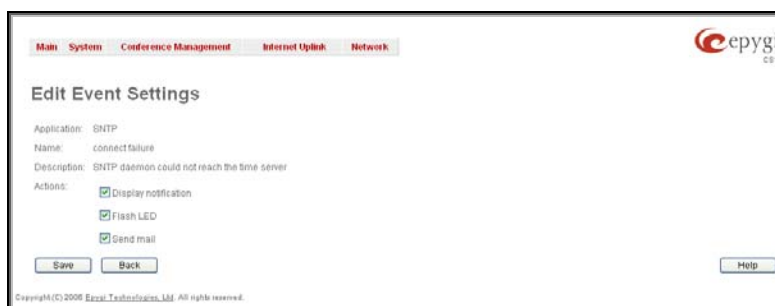 Main System Conference Management Internet Uplink Network
epygi
Edit Event Settings
Application: SNTP
Name: connect failure
Description: SNTP daemon could not reach the time server
Actions:
Display notification
Flash LED
Send mail
Save Back Help
Copyright (C) 2006 Epygi Technologies, Ltd. All rights reserved.